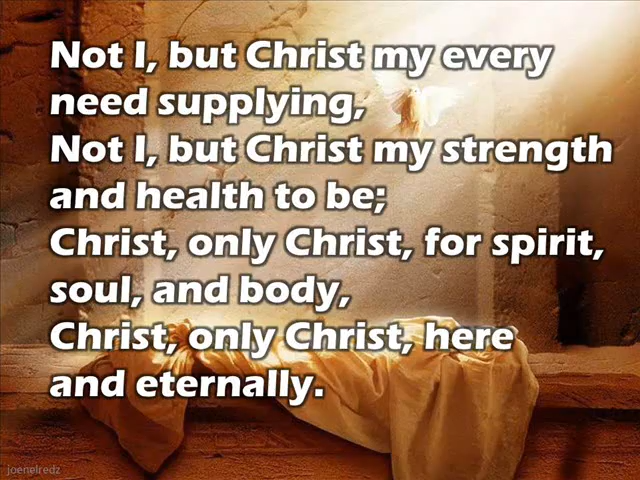 Not I, but Christ my every
need supplying,
Not I, but Christ my strength
and health to be;
Christ, only Christ, for spirit,
soul, and body,
Christ, only Christ, here
and eternally.
joenelredz